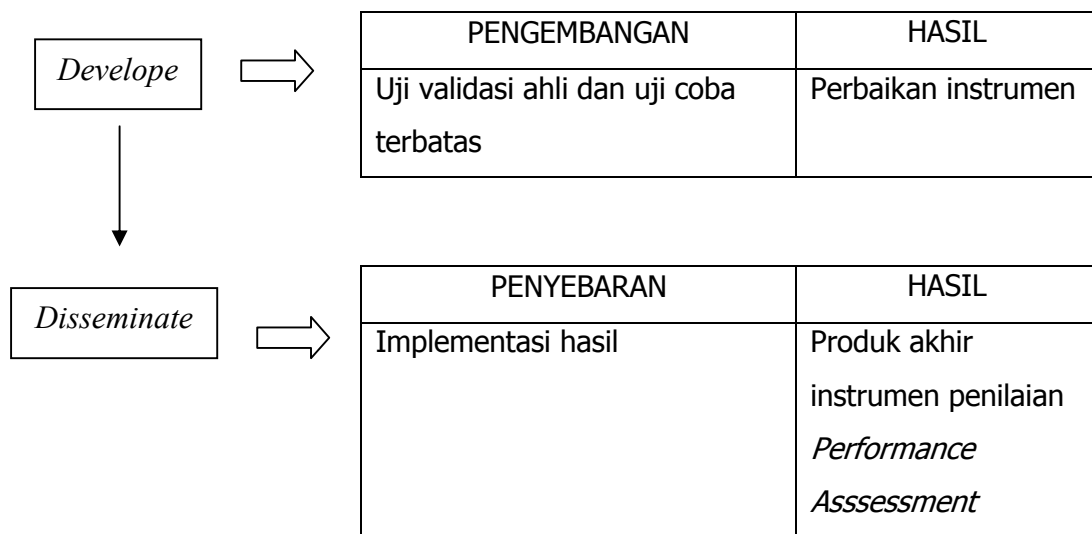 Develope
PENGEMBANGAN
HASIL
Uji validasi ahli dan uji coba
terbatas
Perbaikan instrumen
Disseminate
PENYEBARAN
HASIL
Implementasi hasil
Produk akhir
instrumen penilaian
Performance
Asssessment